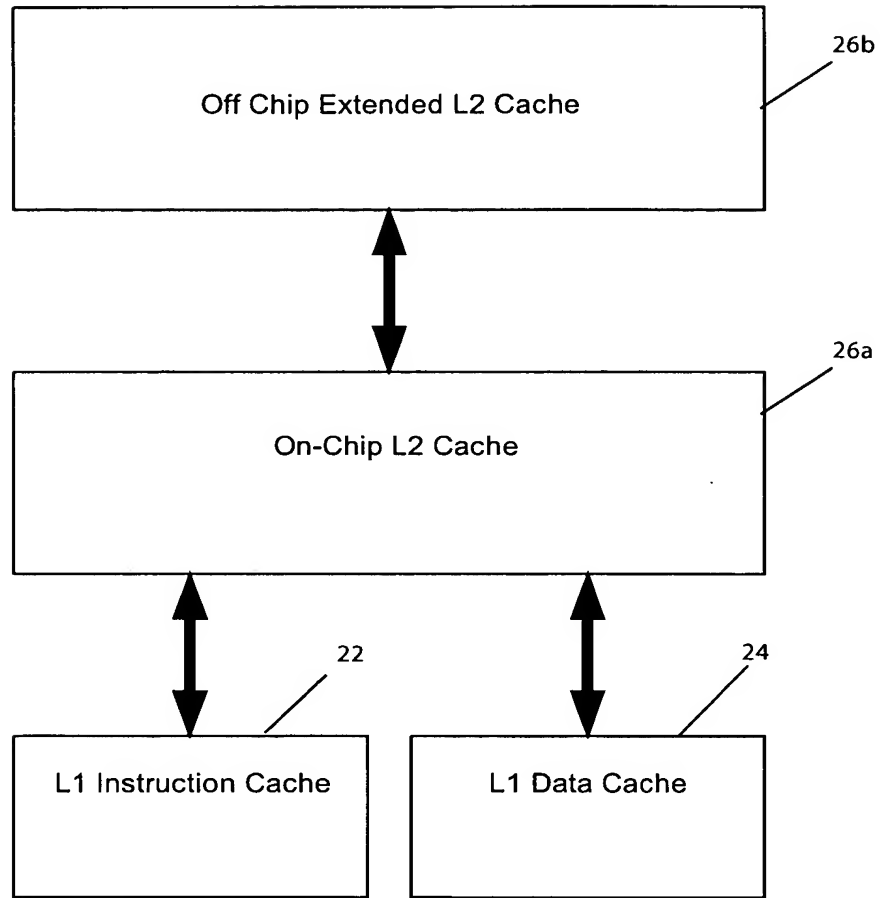 26b
Off Chip Extended L2 Cache
26a
On-Chip L2 Cache
22
24
L1 Instruction Cache
L1 Data Cache